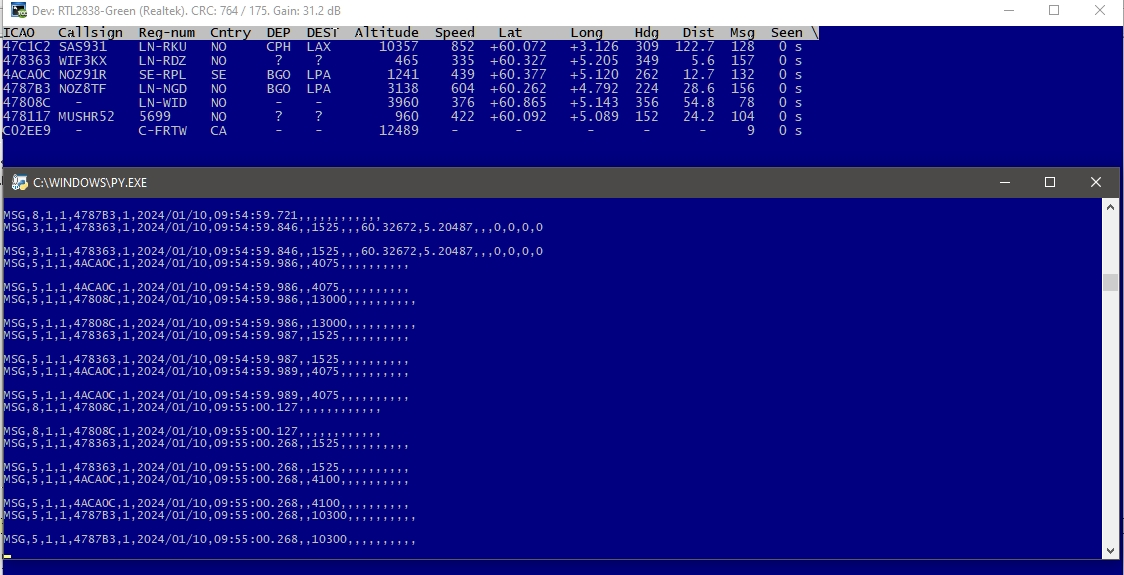 Dev: RTL2838-Green (Realtek). CRC: 764 / 175. Gain: 31.2 dB
ICAO Callsign Reg-num Cntry DEP DEST Altitude Speed Lat Long Hdg Dist Msg Seen \
47C1C2 SAS931 LN-RKU NO CPH LAX 10357 852 +60.072 +3.126 309 122.7 128 0 s
478363 WIF3KX LN-RDZ NO ? ? 465 335 +60.327 +5.205 349 5.6 157 0 s
4ACA0C NOZ91R SE-RPL SE BGO LPA 1241 439 +60.377 +5.120 262 12.7 132 0 s
4787B3 NOZ8TF LN-NGD NO BGO LPA 3138 604 +60.262 +4.792 224 28.6 156 0 s
47808C - LN-WID NO - - 3960 376 +60.865 +5.143 356 54.8 78 0 s
478117 MUSHR52 5699 NO ? ? 960 422 +60.092 +5.089 152 24.2 104 0 s
C02EE9 - C-FRTW CA - - 12489 - - - - - 9 0 s
C:\WINDOWS\PY.EXE
MSG,8,1,1,4787B3,1,2024/01/10,09:54:59.721,,,,,,,,,,,,
MSG,3,1,1,478363,1,2024/01/10,09:54:59.846,,1525,,,60.32672,5.20487,,,0,0,0,0
MSG,3,1,1,478363,1,2024/01/10,09:54:59.846,,1525,,,60.32672,5.20487,,,0,0,0,0
MSG,5,1,1,4ACA0C,1,2024/01/10,09:54:59.986,,4075,,,,,,,,,,
MSG,5,1,1,4ACA0C,1,2024/01/10,09:54:59.986,,4075,,,,,,,,,,
MSG,5,1,1,47808C,1,2024/01/10,09:54:59.986,,13000,,,,,,,,,,
MSG,5,1,1,47808C,1,2024/01/10,09:54:59.986,,13000,,,,,,,,,,
MSG,5,1,1,478363,1,2024/01/10,09:54:59.987,,1525,,,,,,,,,,
MSG,5,1,1,478363,1,2024/01/10,09:54:59.987,,1525,,,,,,,,,,
MSG,5,1,1,4ACA0C,1,2024/01/10,09:54:59.989,,4075,,,,,,,,,,
MSG,5,1,1,4ACA0C,1,2024/01/10,09:54:59.989,,4075,,,,,,,,,,
MSG,8,1,1,47808C,1,2024/01/10,09:55:00.127,,,,,,,,,,,,
MSG,8,1,1,47808C,1,2024/01/10,09:55:00.127,,,,,,,,,,,,
MSG,5,1,1,478363,1,2024/01/10,09:55:00.268,,1525,,,,,,,,,,
MSG,5,1,1,478363,1,2024/01/10,09:55:00.268,,1525,,,,,,,,,,
MSG,5,1,1,4ACA0C,1,2024/01/10,09:55:00.268,,4100,,,,,,,,,,
MSG,5,1,1,4ACA0C,1,2024/01/10,09:55:00.268,,4100,,,,,,,,,,
MSG,5,1,1,4787B3,1,2024/01/10,09:55:00.268,,10300,,,,,,,,,,
MSG,5,1,1,4787B3,1,2024/01/10,09:55:00.268,,10300,,,,,,,,,,